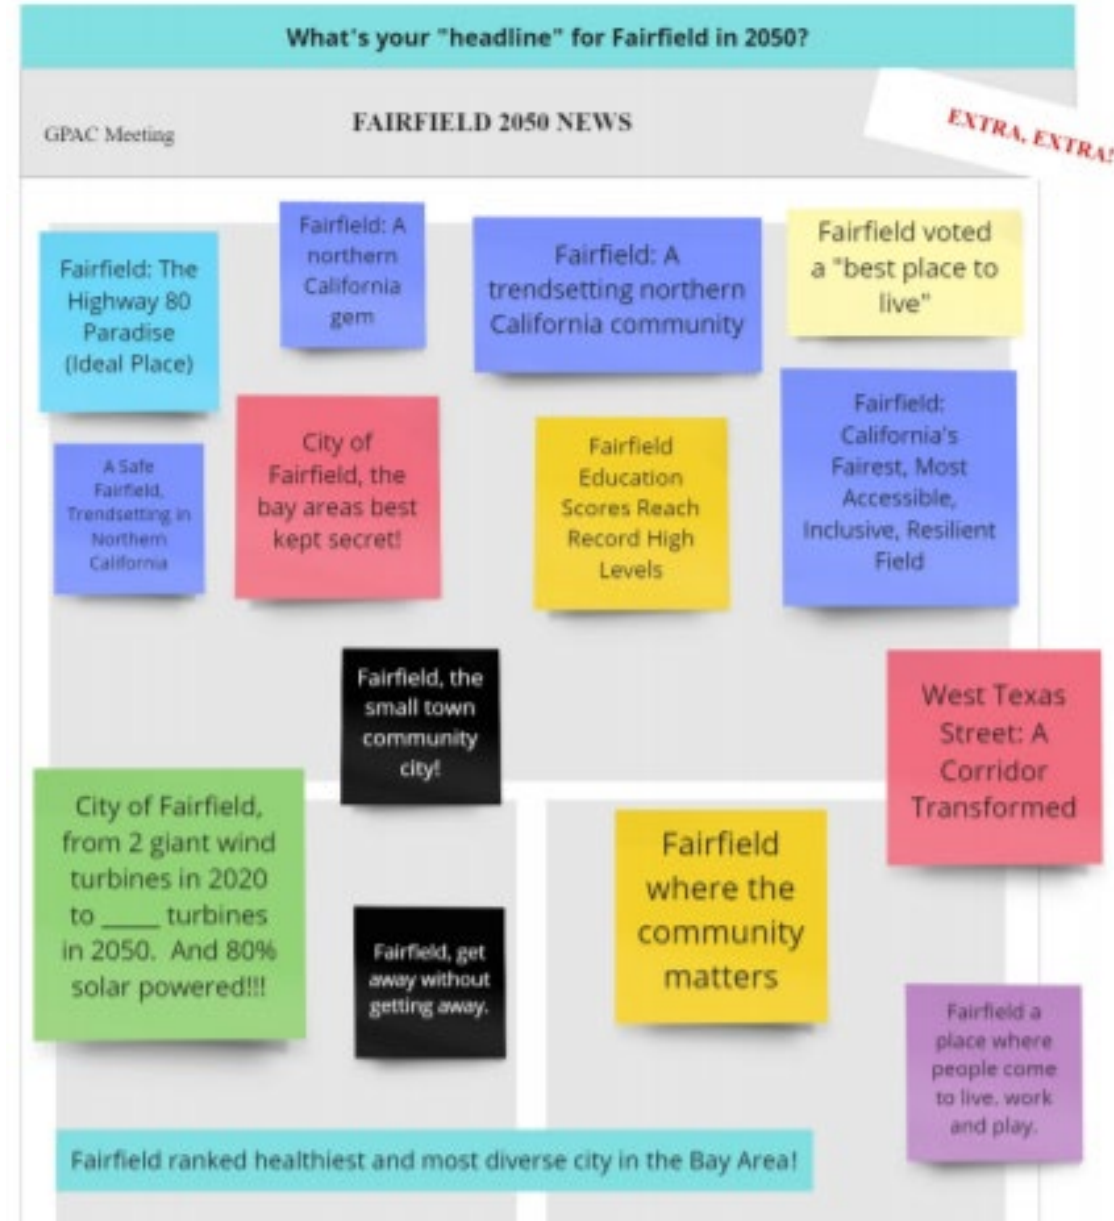 What's your "headline" for Fairfield in 2050?
GPAC Meeting
FAIRFIELD 2050 NEWS
EXTRA, EXTRA!
Fairfield: The
Highway 80
Paradise
(Ideal Place)
Fairfield: A
northern
California
gem
Fairfield: A
trendsetting northern
California community
Fairfield voted
a "best place to
live"
A Safe
Fairfield,
Trendsetting in
Northern
California
City of
Fairfield, the
bay areas best
kept secret!
Fairfield
Education
Scores Reach
Record High
Levels
Fairfield:
California's
Fairest, Most
Accessible,
Inclusive, Resilient
Field
Fairfield, the
small town
community
city!
West Texas
Street: A
Corridor
Transformed
City of Fairfield,
from 2 giant wind
turbines in 2020
to ____ turbines
in 2050. And 80%
solar powered!!!
Fairfield, get
away without
getting away.
Fairfield
where the
community
matters
Fairfield a
place where
people come
to live, work
and play.
Fairfield ranked healthiest and most diverse city in the Bay Area!